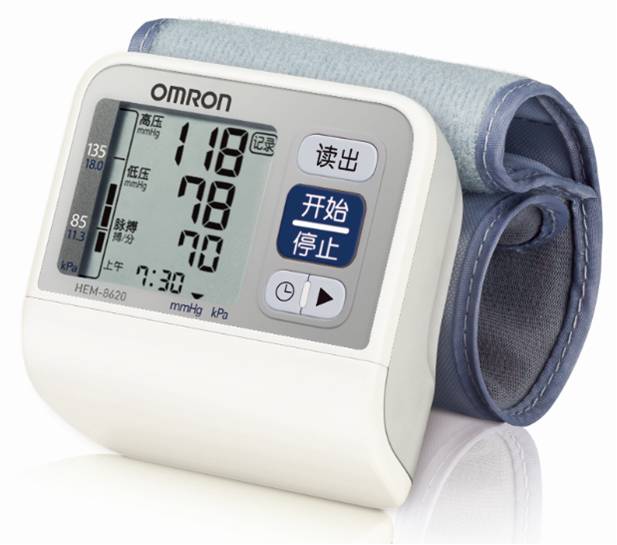 OMRON
高压
mmHg
118
记录
135
18.0
低压
mmHg
78
85
11.3
脉搏
搏/分
70
kPa
上午
7:30
HEM-8620
mmHg kPa
读出
开始
停止